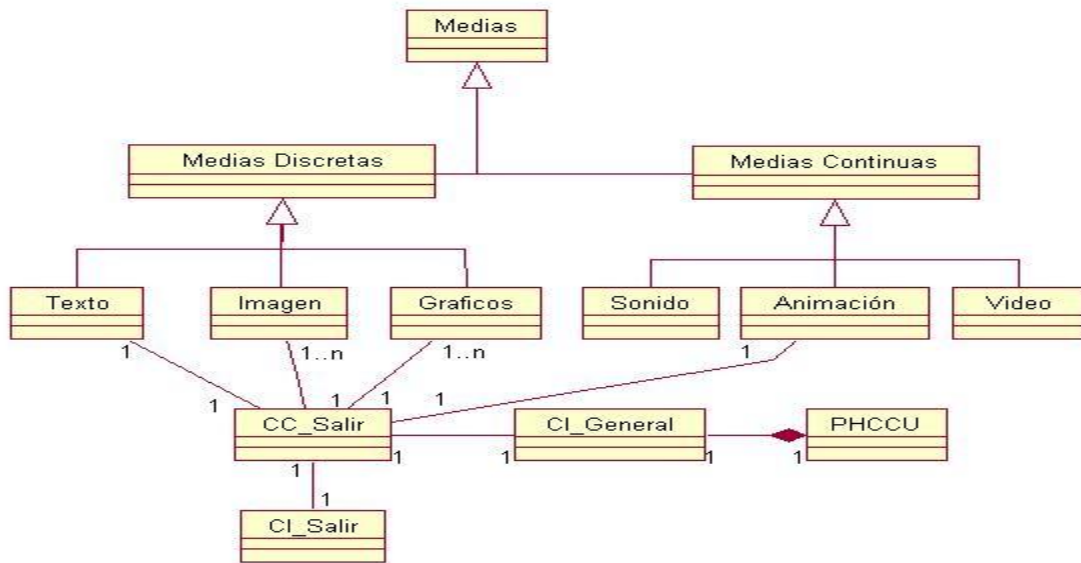 Medias
Medias Discretas
Medias Continuas
Texto
Imagen
Graficos
Sonido
Animación
Video
1
1..n
1..n
1
1
1
1
1
CC_Salir
CI_General
PHCCU
1
1
1
1
1
1
CI_Salir